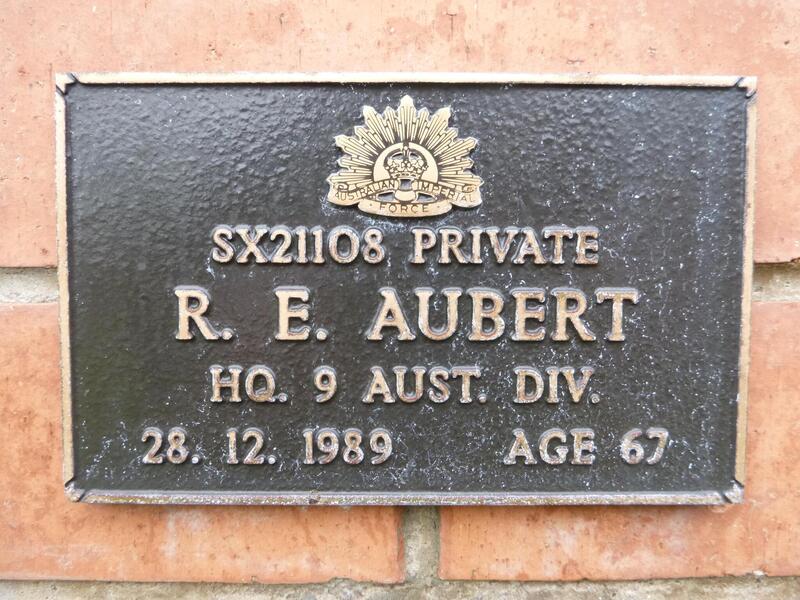 AUSTRALIAN IMPERIAL
FORCE
SX21108 PRIVATE
R. E. AUBERT
HQ. 9 AUST. DIV.
28. 12. 1989 AGE 67